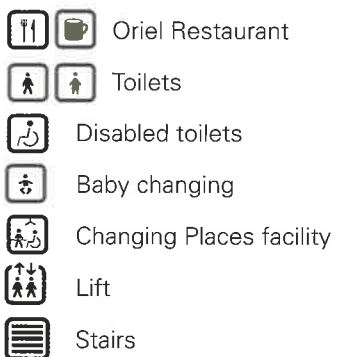 Oriel Restaurant
Toilets
Disabled toilets
Baby changing
Changing Places facility
Lift
Stairs